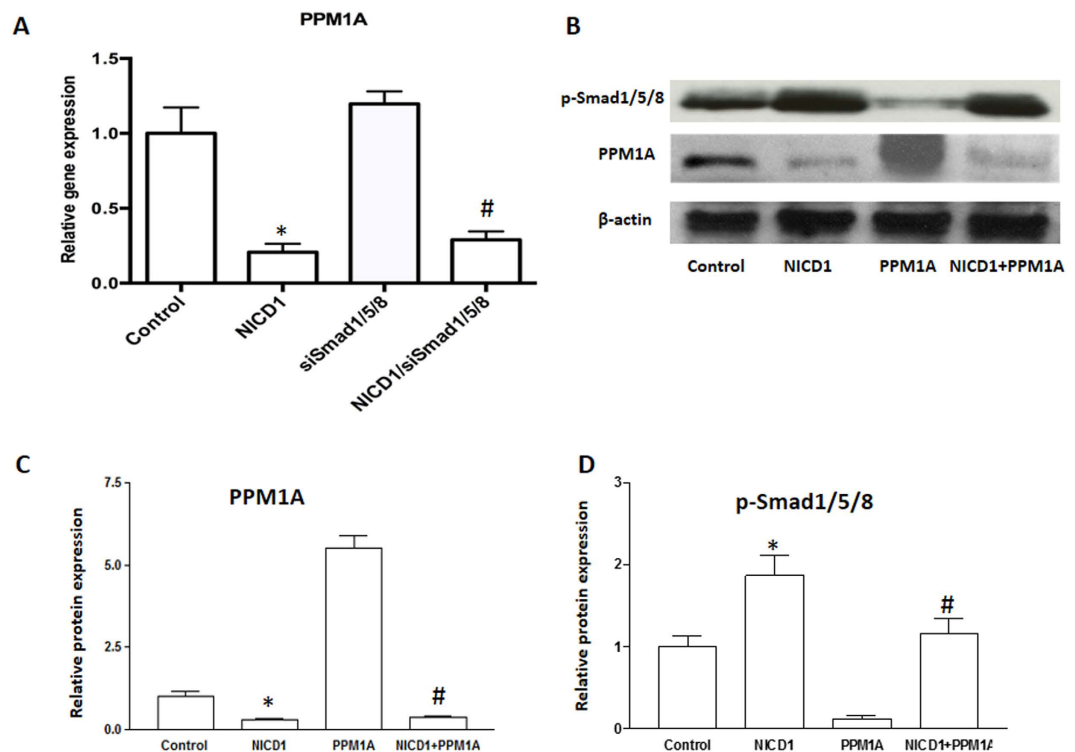 A
PPM1A
Relative gene expression
1.5
1.0
0.5
0.0
*
#
Control
NICD1
siSmad1/5/8
NICD1/siSmad1/5/8
B
p-Smad1/5/8
PPM1A
β-actin
Control NICD1 PPM1A NICD1+PPM1A
C
PPM1A
Relative protein expression
7.5
5.0
2.5
0.0
*
#
Control NICD1 PPM1A NICD1+PPM1A
D
p-Smad1/5/8
Relative protein expression
3
2
1
0
*
#
Control NICD1 PPM1A NICD1+PPM1A